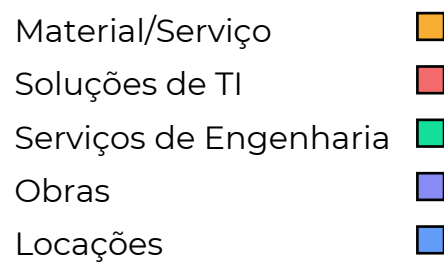 Material/Serviço
Soluções de TI
Serviços de Engenharia
Obras
Locações